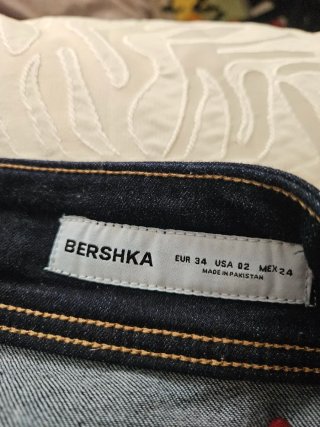 BERSHKA EUR 34 USA 02 MEX 24
MADE IN PAKISTAN